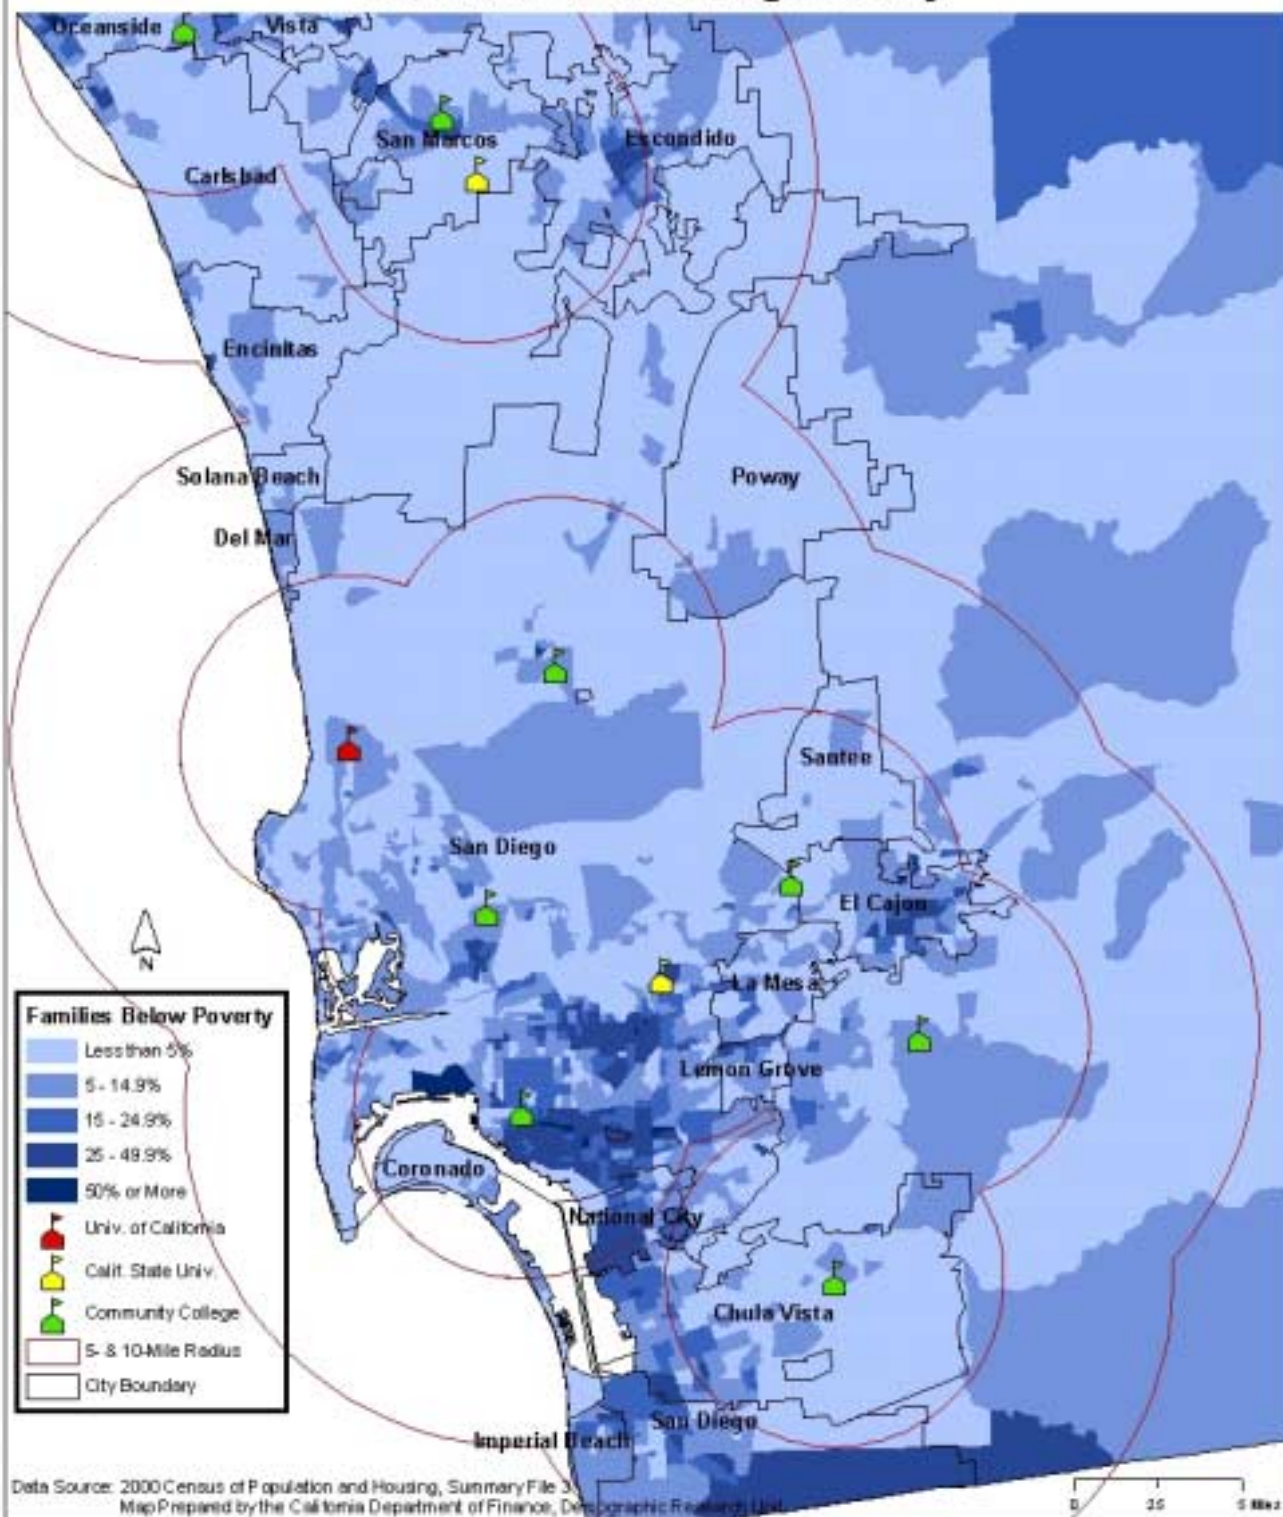 Oceanside
Vista
San Marcos
Escondido
Carlsbad
Encinitas
Solana Beach
Del Mar
Poway
Santee
San Diego
El Cajon
La Mesa
Lemon Grove
Coronado
National City
Chula Vista
San Diego
Imperial Beach
N
Families Below Poverty
Less than 5%
5 - 14.9%
15 - 24.9%
25 - 49.9%
50% or More
Univ. of California
Calif. State Univ.
Community College
5- & 10-Mile Radius
City Boundary
Data Source: 2000 Census of Population and Housing, Summary File 3
Map Prepared by the California Department of Finance, Demographic Research Unit
0 2.5 5 Miles